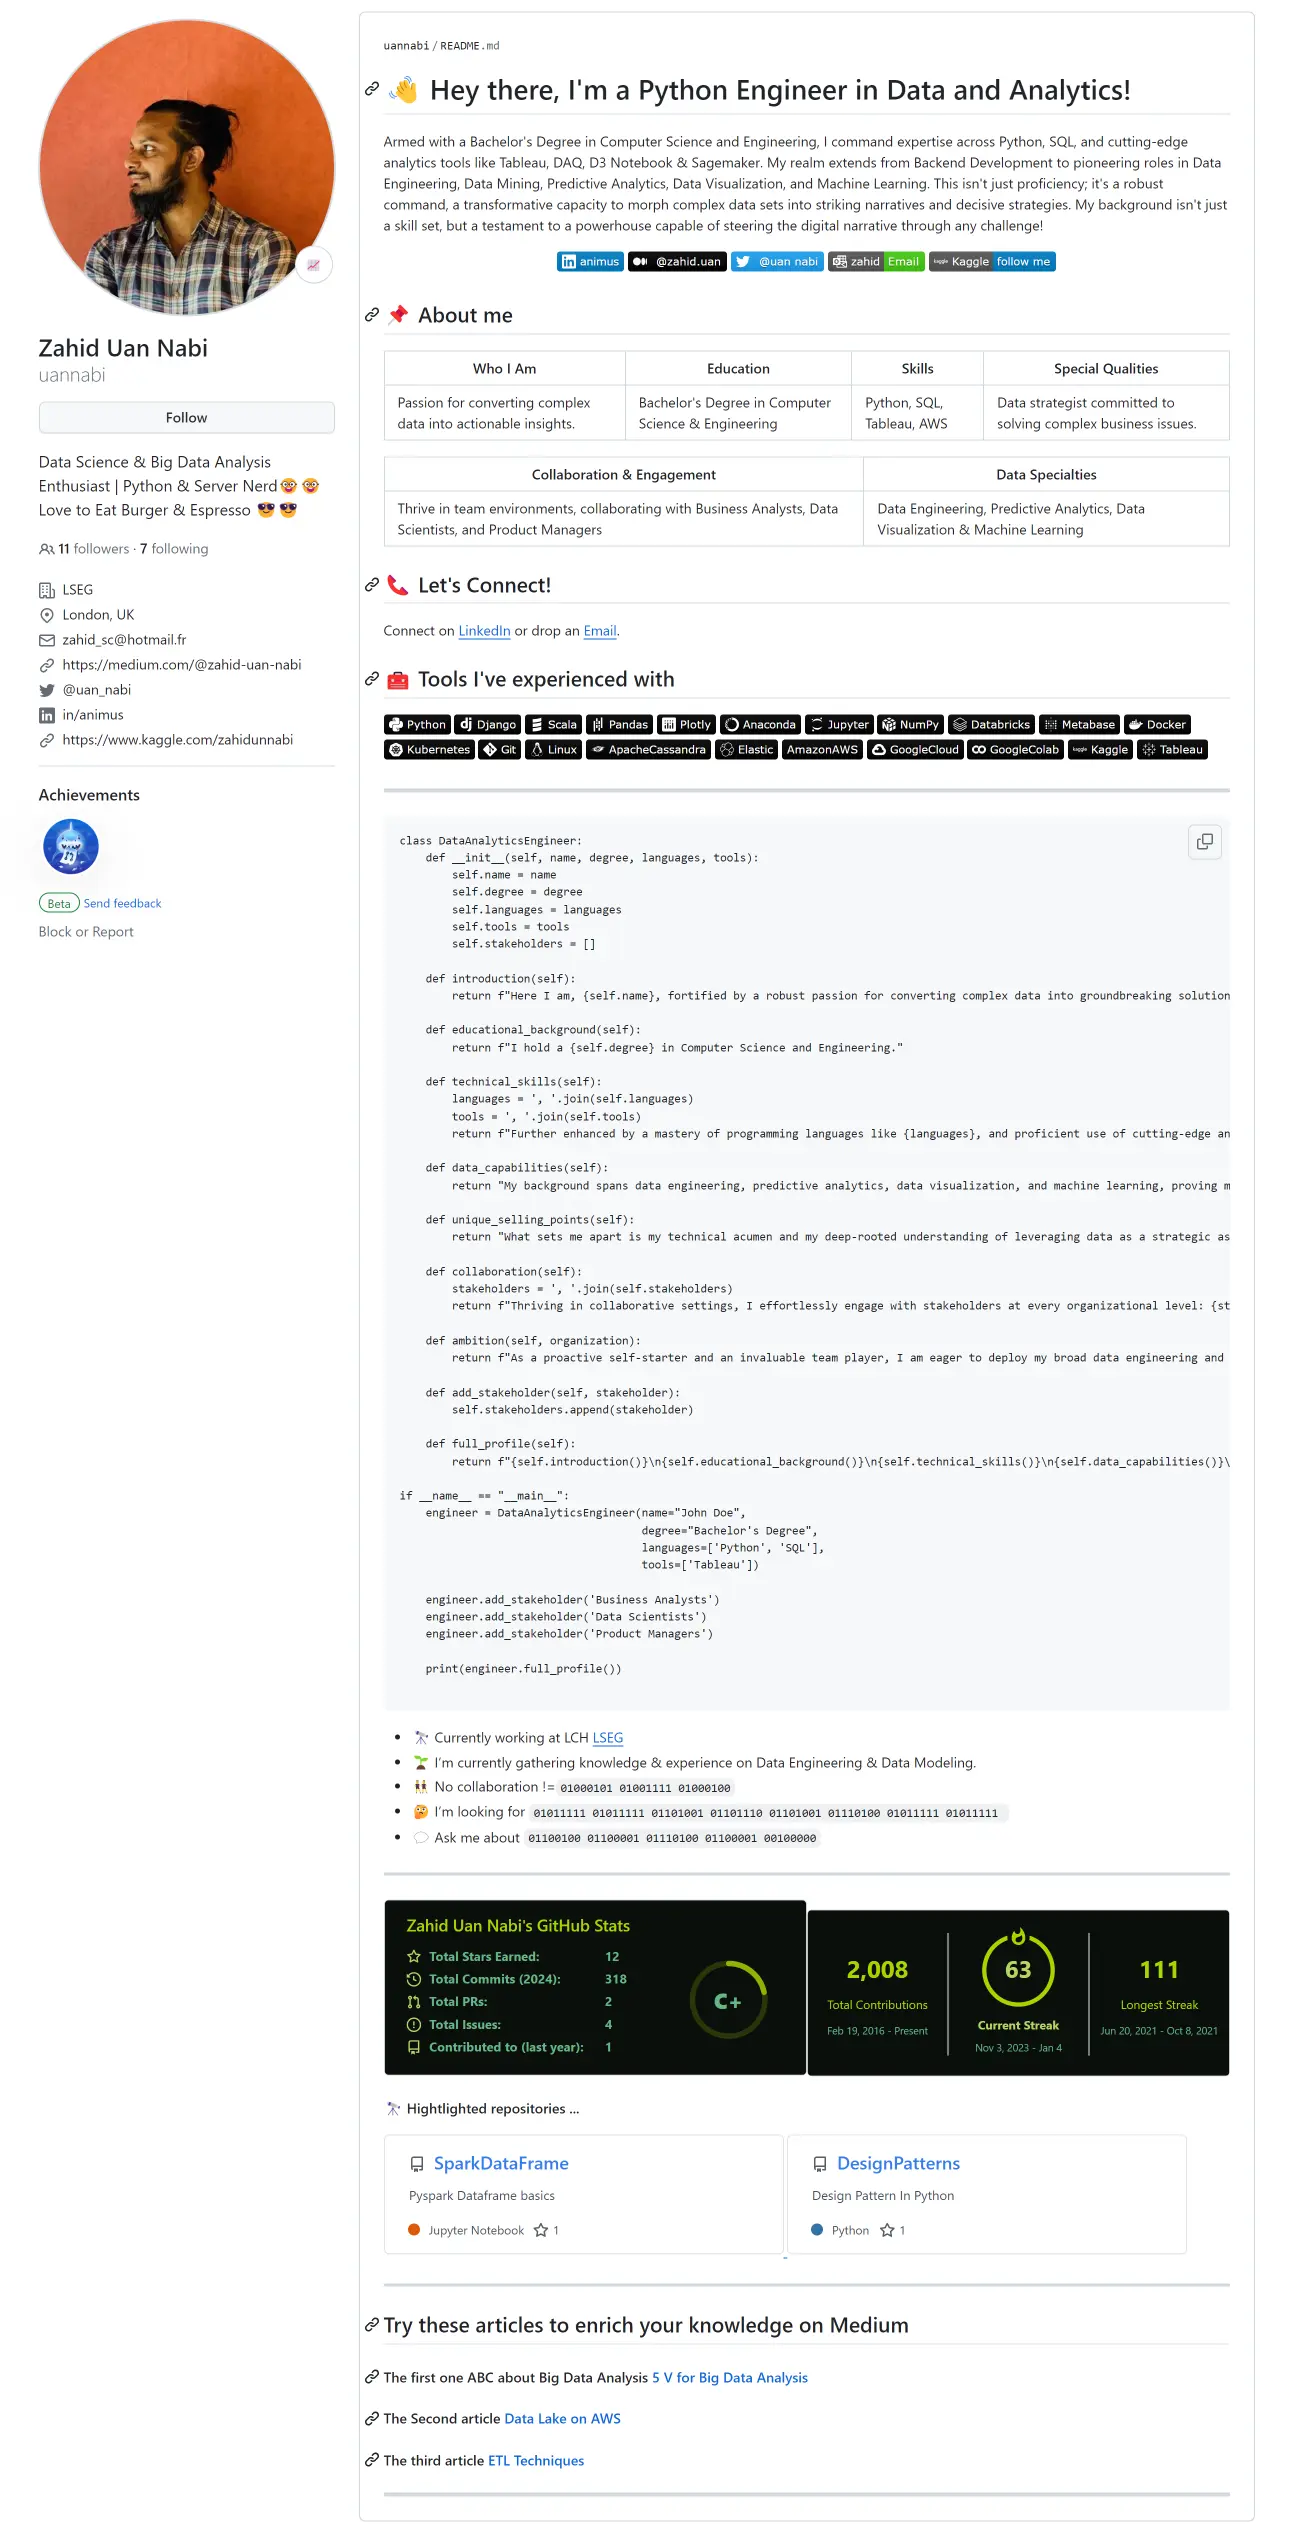 Zahid Uan Nabi
uannabi
Follow
Data Science & Big Data Analysis
Enthusiast | Python & Server Nerd🤓 🤓
Love to Eat Burger & Espresso 😎 😎
11 followers · 7 following
LSEG
London, UK
zahid_sc@hotmail.fr
https://medium.com/@zahid-uan-nabi
@uan_nabi
in/animus
https://www.kaggle.com/zahidunnabi
Achievements
Beta Send feedback
Block or Report
uannabi / README.md
👋 Hey there, I'm a Python Engineer in Data and Analytics!
Armed with a Bachelor's Degree in Computer Science and Engineering, I command expertise across Python, SQL, and cutting-edge
analytics tools like Tableau, DAQ, D3 Notebook & Sagemaker. My realm extends from Backend Development to pioneering roles in Data
Engineering, Data Mining, Predictive Analytics, Data Visualization, and Machine Learning. This isn't just proficiency; it's a robust
command, a transformative capacity to morph complex data sets into striking narratives and decisive strategies. My background isn't just
a skill set, but a testament to a powerhouse capable of steering the digital narrative through any challenge!
in animus @zahid.uan @uan nabi zahid Email kaggle Kaggle follow me
📌 About me
Who I Am Education Skills Special Qualities
Passion for converting complex Bachelor's Degree in Computer Python, SQL, Data strategist committed to
data into actionable insights. Science & Engineering Tableau, AWS solving complex business issues.
Collaboration & Engagement Data Specialties
Thrive in team environments, collaborating with Business Analysts, Data Data Engineering, Predictive Analytics, Data
Scientists, and Product Managers Visualization & Machine Learning
📞 Let's Connect!
Connect on LinkedIn or drop an Email.
🧰 Tools I've experienced with
Python dj Django Scala Pandas Plotly Anaconda Jupyter NumPy Databricks Metabase Docker
Kubernetes Git Linux ApacheCassandra Elastic AmazonAWS GoogleCloud GoogleColab kaggle Kaggle Tableau
class DataAnalyticsEngineer:
    def __init__(self, name, degree, languages, tools):
        self.name = name
        self.degree = degree
        self.languages = languages
        self.tools = tools
        self.stakeholders = []
    def introduction(self):
        return f"Here I am, {self.name}, fortified by a robust passion for converting complex data into groundbreaking solution
    def educational_background(self):
        return f"I hold a {self.degree} in Computer Science and Engineering."
    def technical_skills(self):
        languages = ', '.join(self.languages)
        tools = ', '.join(self.tools)
        return f"Further enhanced by a mastery of programming languages like {languages}, and proficient use of cutting-edge an
    def data_capabilities(self):
        return "My background spans data engineering, predictive analytics, data visualization, and machine learning, proving m
    def unique_selling_points(self):
        return "What sets me apart is my technical acumen and my deep-rooted understanding of leveraging data as a strategic as
    def collaboration(self):
        stakeholders = ', '.join(self.stakeholders)
        return f"Thriving in collaborative settings, I effortlessly engage with stakeholders at every organizational level: {st
    def ambition(self, organization):
        return f"As a proactive self-starter and an invaluable team player, I am eager to deploy my broad data engineering and
    def add_stakeholder(self, stakeholder):
        self.stakeholders.append(stakeholder)
    def full_profile(self):
        return f"{self.introduction()}\n{self.educational_background()}\n{self.technical_skills()}\n{self.data_capabilities()}\
if __name__ == "__main__":
    engineer = DataAnalyticsEngineer(name="John Doe",
                                     degree="Bachelor's Degree",
                                     languages=['Python', 'SQL'],
                                     tools=['Tableau'])
    engineer.add_stakeholder('Business Analysts')
    engineer.add_stakeholder('Data Scientists')
    engineer.add_stakeholder('Product Managers')
    print(engineer.full_profile())
• 🔭 Currently working at LCH LSEG
• 🌱 I'm currently gathering knowledge & experience on Data Engineering & Data Modeling.
• 👯 No collaboration != 01000101 01001111 01000100
• 🤔 I'm looking for 01011111 01011111 01101001 01101110 01101001 01110100 01011111 01011111
• 💬 Ask me about 01100100 01100001 01110100 01100001 00100000
Zahid Uan Nabi's GitHub Stats
Total Stars Earned: 12
Total Commits (2024): 318
Total PRs: 2
Total Issues: 4
Contributed to (last year): 1
C+
2,008
Total Contributions
Feb 19, 2016 - Present
63
Current Streak
Nov 3, 2023 - Jan 4
111
Longest Streak
Jun 20, 2021 - Oct 8, 2021
🔭 Hightlighted repositories ...
SparkDataFrame
Pyspark Dataframe basics
Jupyter Notebook 1
DesignPatterns
Design Pattern In Python
Python 1
Try these articles to enrich your knowledge on Medium
The first one ABC about Big Data Analysis 5 V for Big Data Analysis
The Second article Data Lake on AWS
The third article ETL Techniques